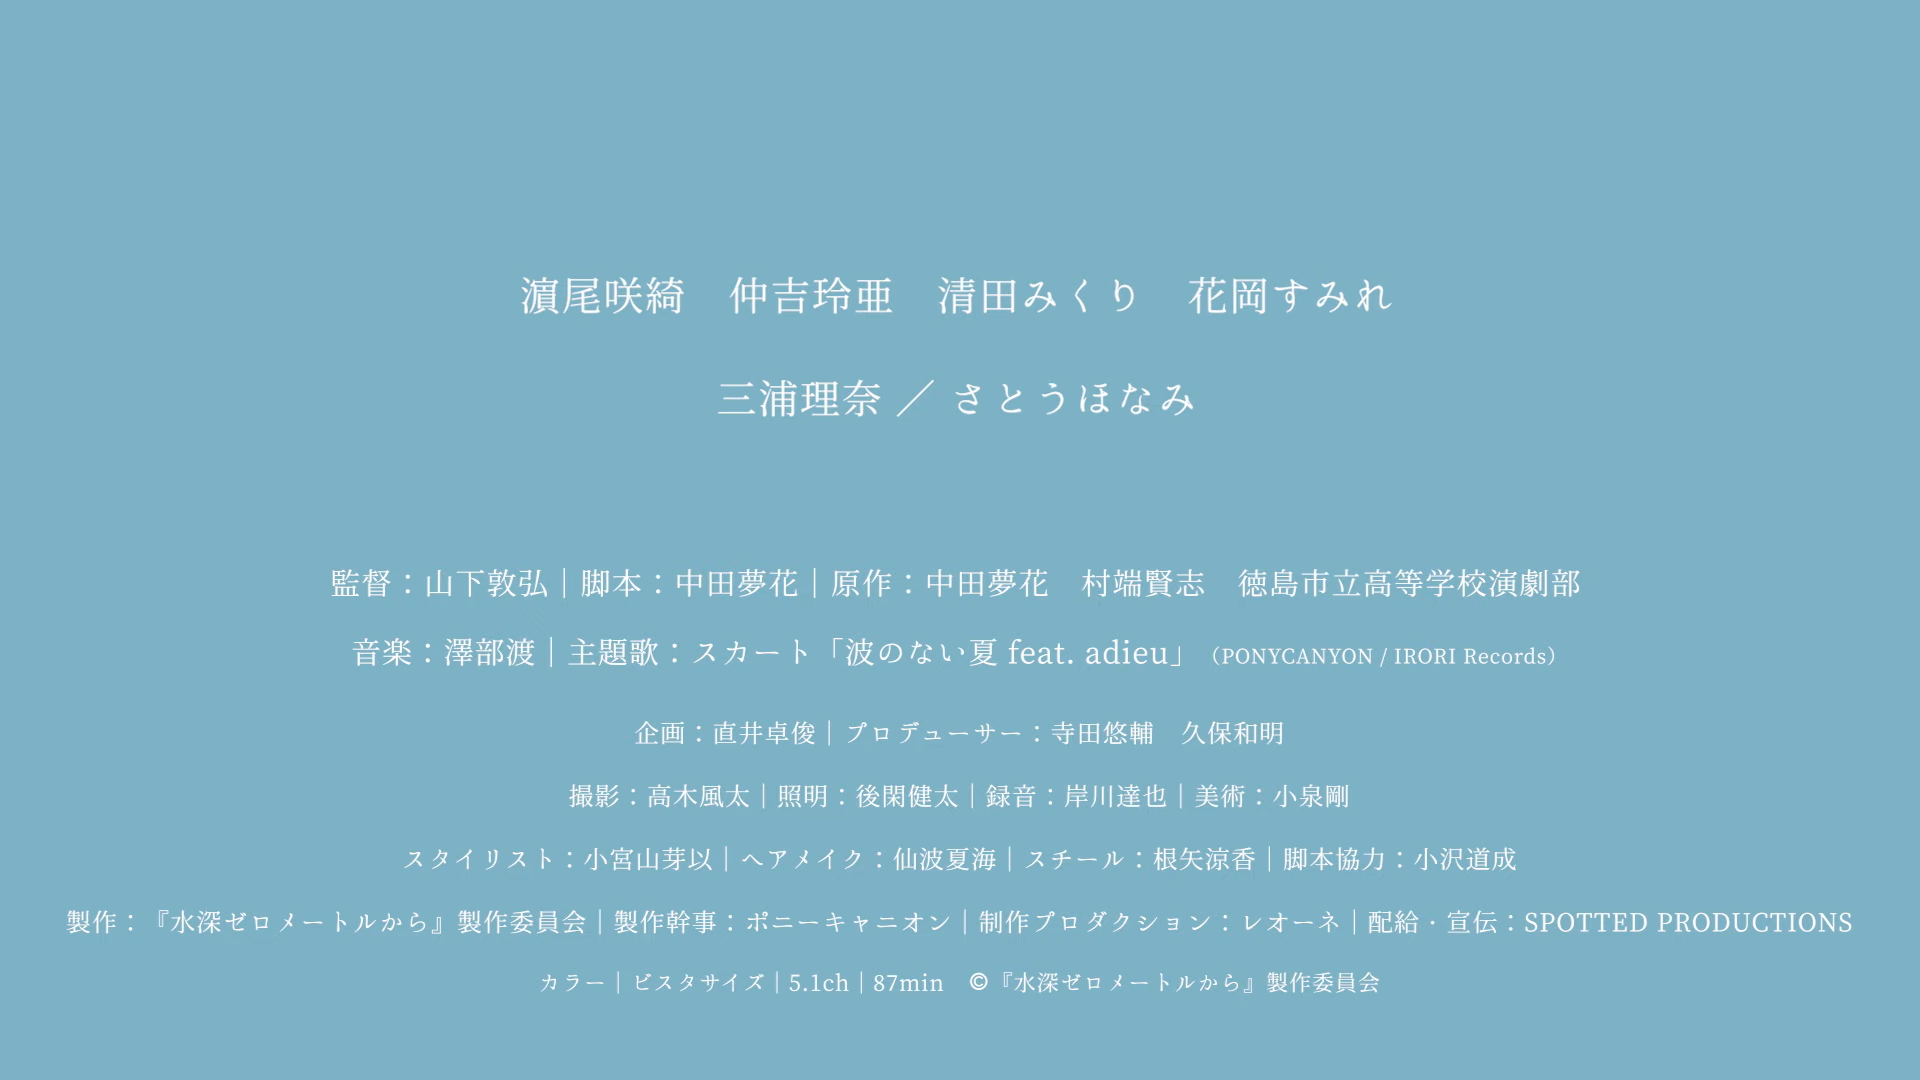 濵尾咲綺　仲吉玲亜　清田みくり　花岡すみれ
三浦理奈 ／ さとうほなみ
監督：山下敦弘｜脚本：中田夢花｜原作：中田夢花　村端賢志　徳島市立高等学校演劇部
音楽：澤部渡｜主題歌：スカート「波のない夏 feat. adieu」（PONYCANYON / IRORI Records）
企画：直井卓俊｜プロデューサー：寺田悠輔　久保和明
撮影：高木風太｜照明：後閑健太｜録音：岸川達也｜美術：小泉剛
スタイリスト：小宮山芽以｜ヘアメイク：仙波夏海｜スチール：根矢涼香｜脚本協力：小沢道成
製作：『水深ゼロメートルから』製作委員会｜製作幹事：ポニーキャニオン｜制作プロダクション：レオーネ｜配給・宣伝：SPOTTED PRODUCTIONS
カラー｜ビスタサイズ｜5.1ch｜87min　©『水深ゼロメートルから』製作委員会